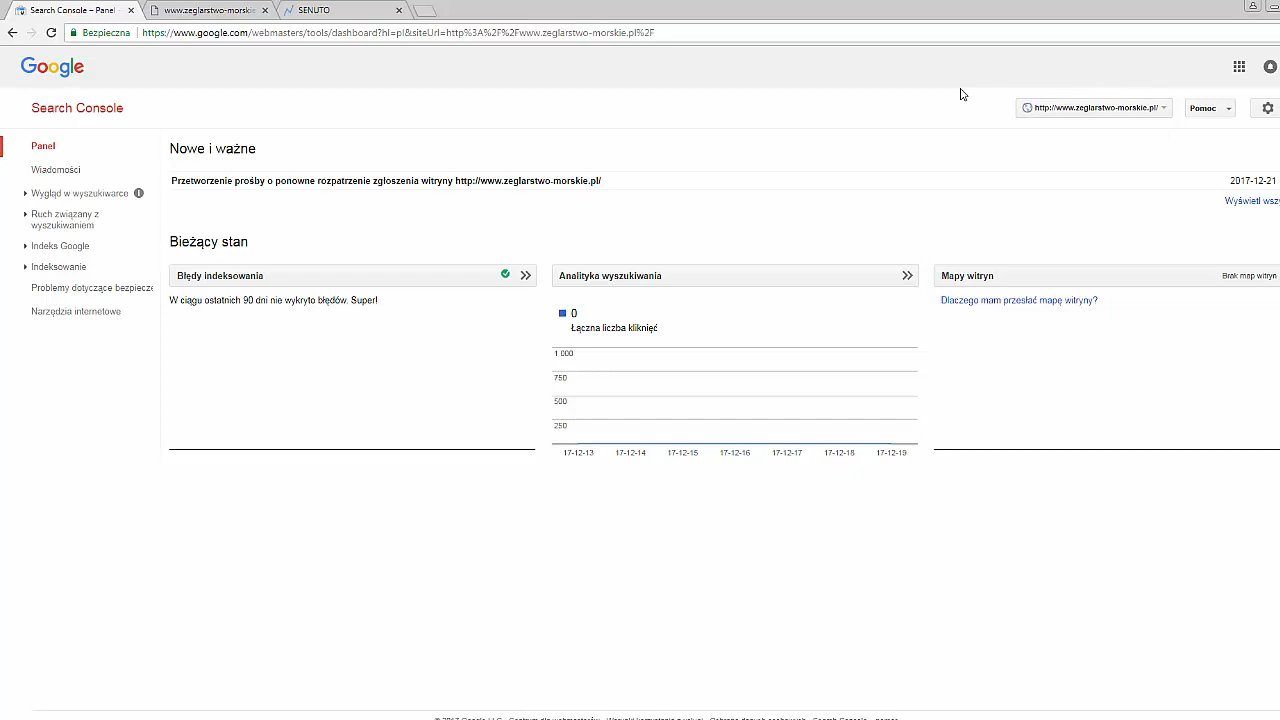 Search Console – Panel
www.zeglarstwo-morskie
SENUTO
Bezpieczna
https://www.google.com/webmasters/tools/dashboard?hl=pl&siteUrl=http%3A%2F%2Fwww.zeglarstwo-morskie.pl%2F
Google
Search Console
http://www.zeglarstwo-morskie.pl/
Pomoc
Panel
Wiadomości
Wygląd w wyszukiwarce
Ruch związany z
wyszukiwaniem
Indeks Google
Indeksowanie
Problemy dotyczące bezpiecze
Narzędzia internetowe
Nowe i ważne
Przetworzenie prośby o ponowne rozpatrzenie zgłoszenia witryny http://www.zeglarstwo-morskie.pl/
2017-12-21
Wyświetl wszy
Bieżący stan
Błędy indeksowania
W ciągu ostatnich 90 dni nie wykryto błędów. Super!
Analityka wyszukiwania
0
Łączna liczba kliknięć
1 000
750
500
250
17-12-13 17-12-14 17-12-15 17-12-16 17-12-17 17-12-18 17-12-19
Mapy witryn
Brak map witryn
Dlaczego mam przesłać mapę witryny?